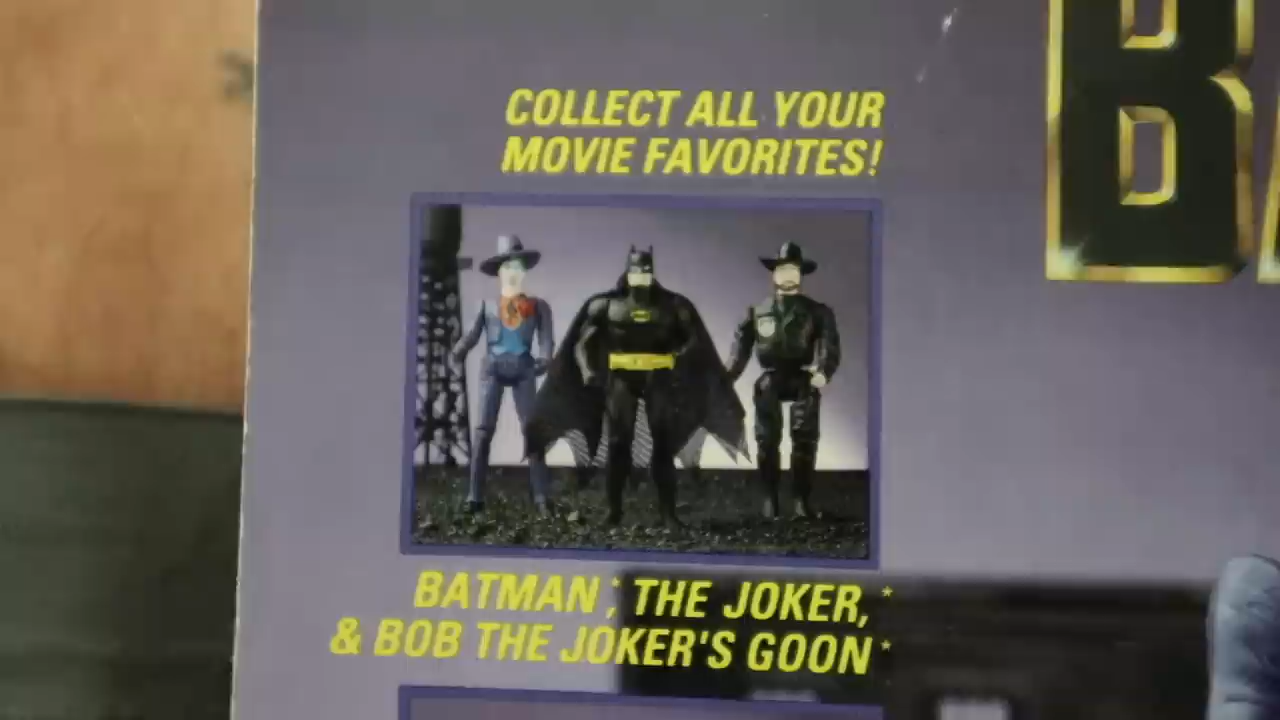 COLLECT ALL YOUR
MOVIE FAVORITES!
B
BATMAN,* THE JOKER,*
& BOB THE JOKER'S GOON*